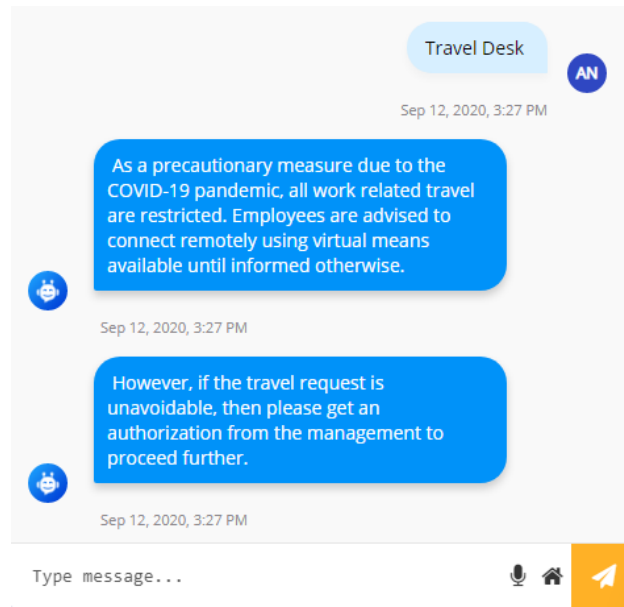 Travel Desk
AN
Sep 12, 2020, 3:27 PM
As a precautionary measure due to the
COVID-19 pandemic, all work related travel
are restricted. Employees are advised to
connect remotely using virtual means
available until informed otherwise.
Sep 12, 2020, 3:27 PM
However, if the travel request is
unavoidable, then please get an
authorization from the management to
proceed further.
Sep 12, 2020, 3:27 PM
Type message...